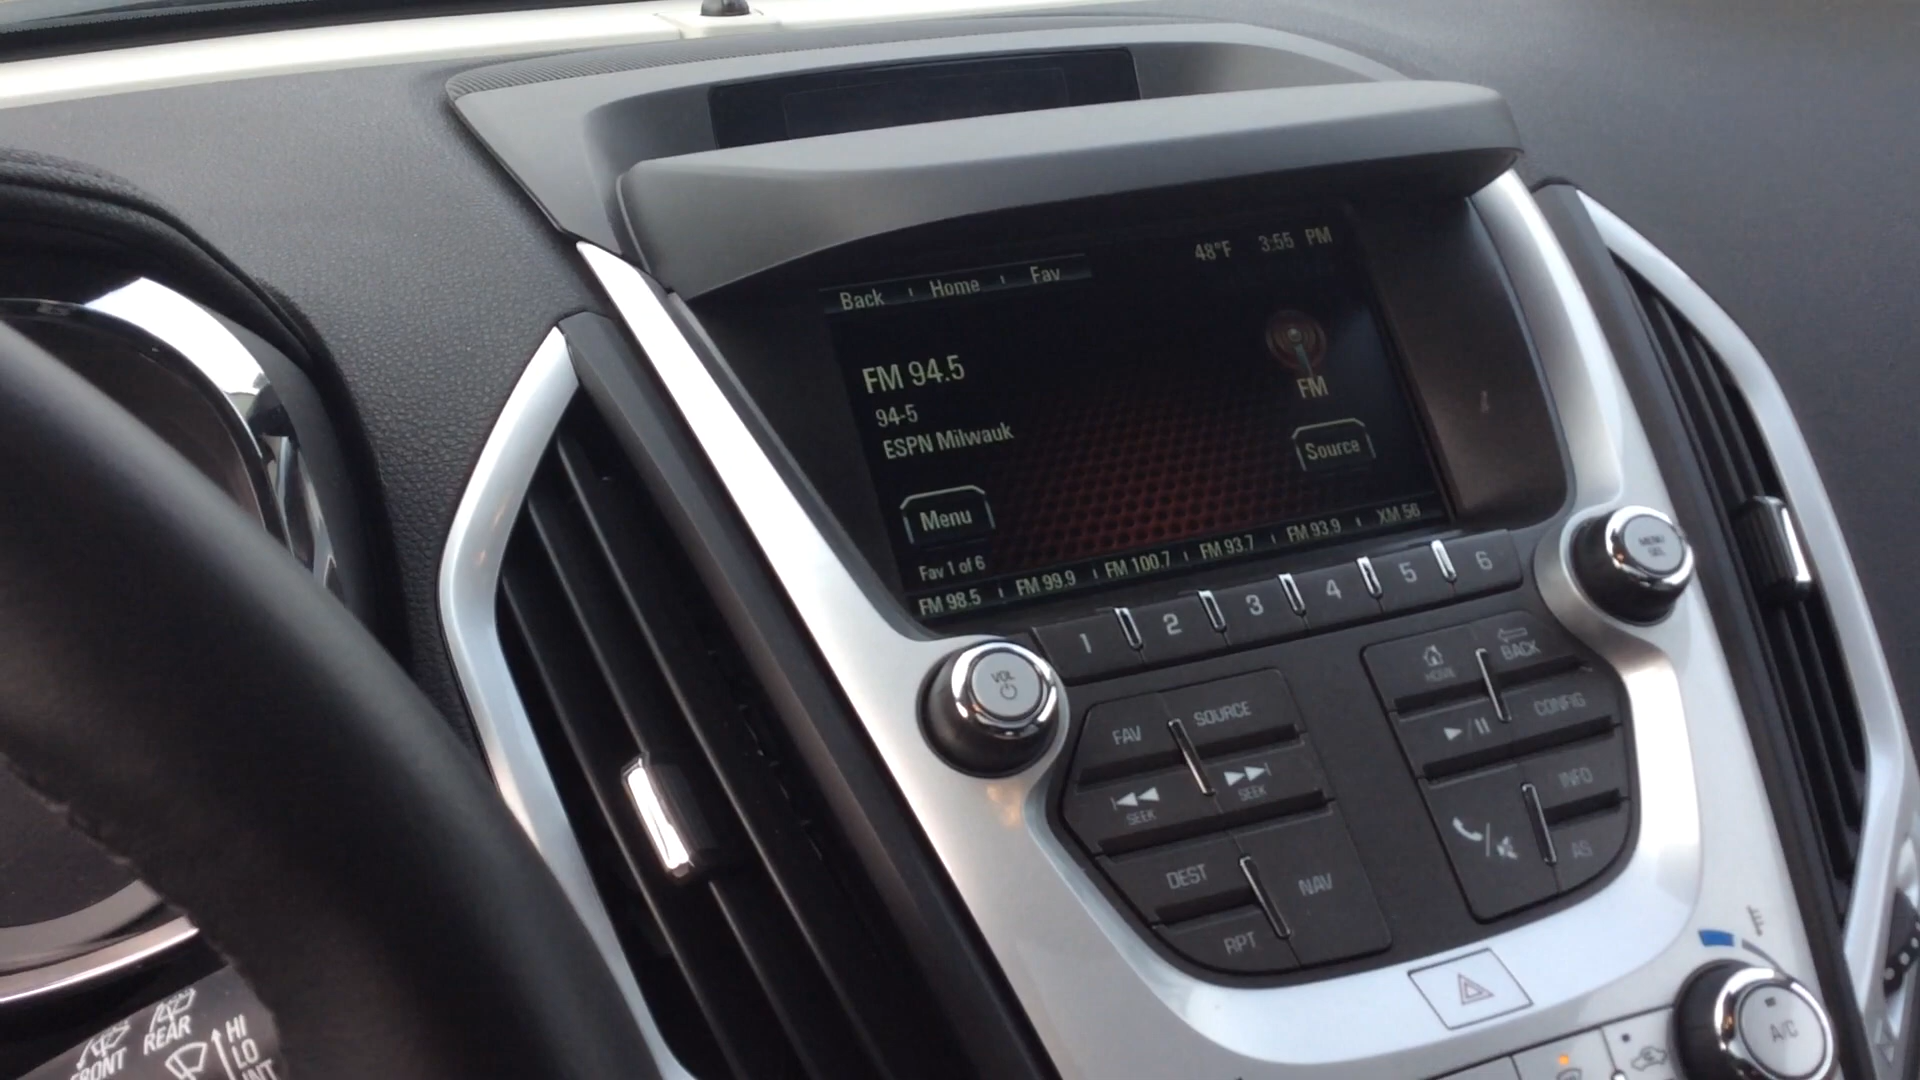 48°F 3:55 PM
Back Home Fav
FM 94.5
94-5
ESPN Milwauk
FM
Source
Menu
Fav 1 of 6
FM 98.5 FM 99.9 FM 100.7 FM 93.7 FM 93.9 XM 56
1 2 3 4 5 6
VOL
MENU
SEL
HOME
BACK
FAV
SOURCE
CONFIG
SEEK
SEEK
INFO
DEST
NAV
AS
RPT
A/C
REAR
FRONT
HI
LO
INT